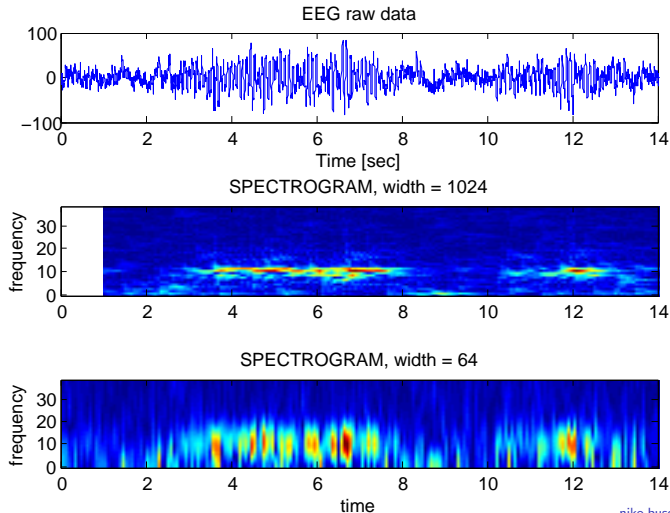 EEG raw data
100
0
−100
0 2 4 6 8 10 12 14
Time [sec]
SPECTROGRAM, width = 1024
frequency
30
20
10
0
0 2 4 6 8 10 12 14
SPECTROGRAM, width = 64
frequency
30
20
10
0
0 2 4 6 8 10 12 14
time